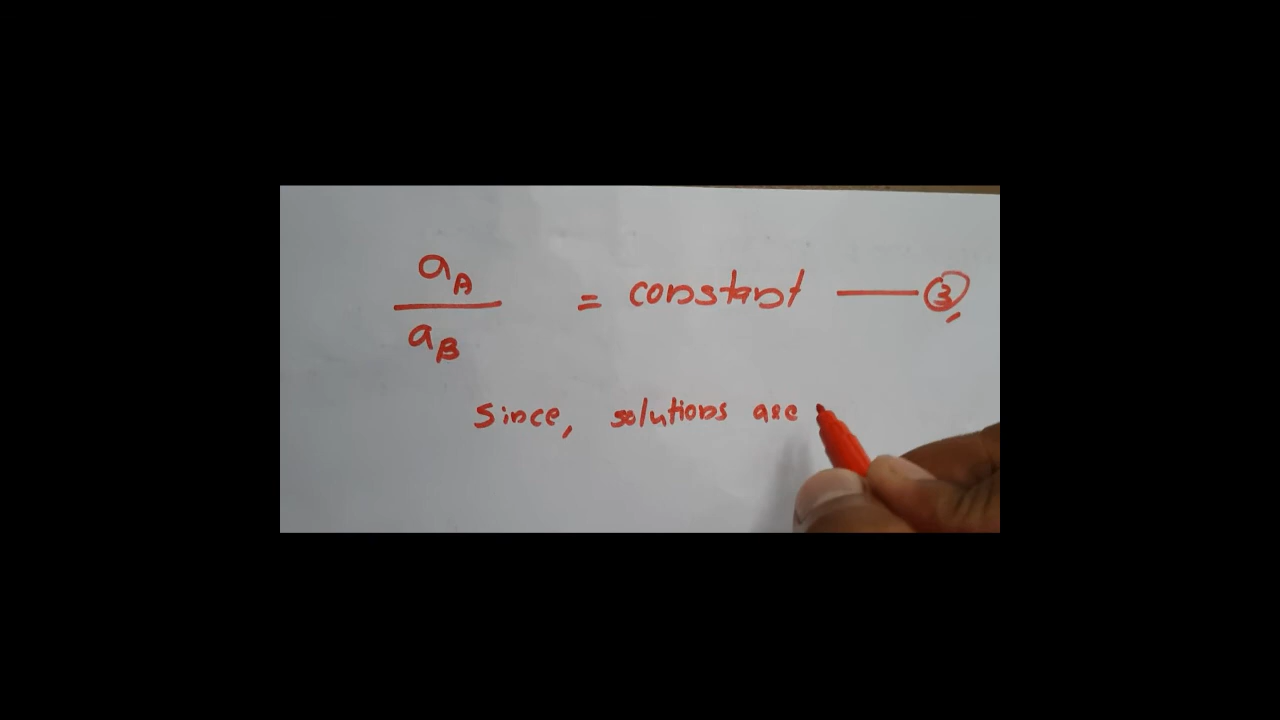 aA
= constant —— ③
aB
Since, solutions are